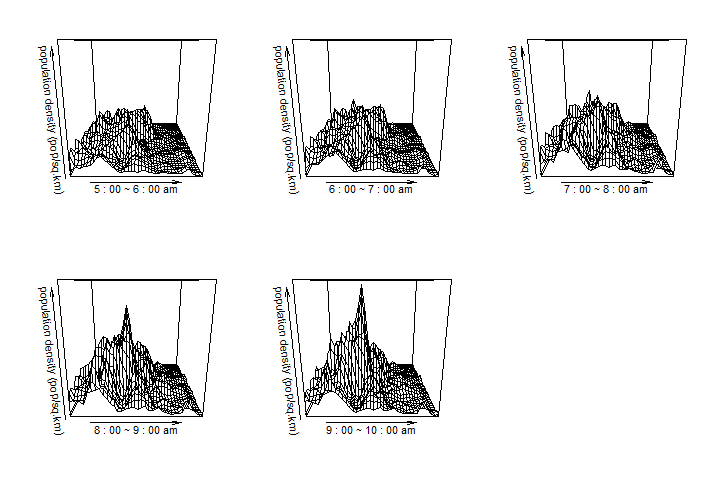 population density (pop/sq.km)
5 : 00 ~ 6 : 00 am
population density (pop/sq.km)
6 : 00 ~ 7 : 00 am
population density (pop/sq.km)
7 : 00 ~ 8 : 00 am
population density (pop/sq.km)
8 : 00 ~ 9 : 00 am
population density (pop/sq.km)
9 : 00 ~ 10 : 00 am